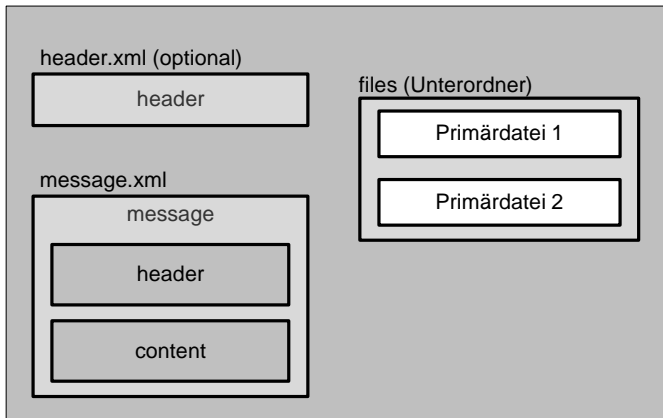 header.xml (optional)
header
message.xml
message
header
content
files (Unterordner)
Primärdatei 1
Primärdatei 2